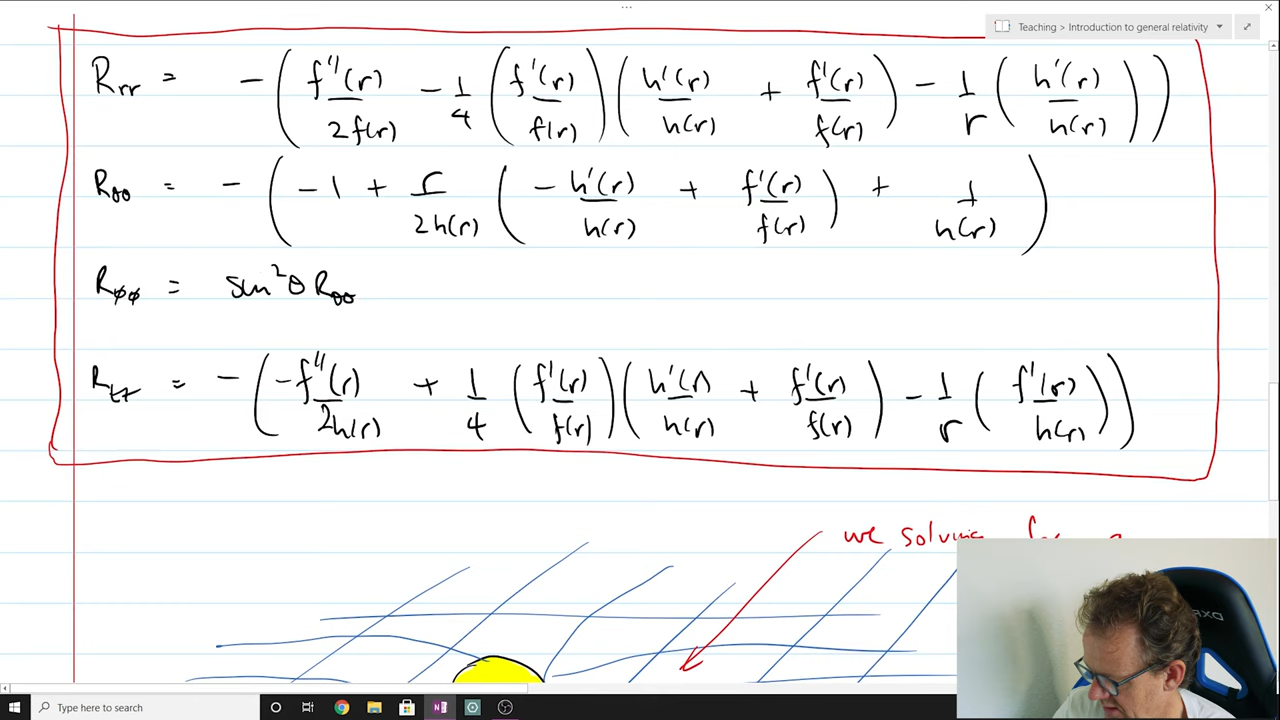 Teaching > Introduction to general relativity
R_rr = - ( f''(r)/2f(r) - 1/4 ( f'(r)/f(r) ) ( h'(r)/h(r) + f'(r)/f(r) ) - 1/r ( h'(r)/h(r) ) )
R_θθ = - ( -1 + r/2h(r) ( - h'(r)/h(r) + f'(r)/f(r) ) + 1/h(r) )
R_φφ = sin²θ R_θθ
R_tt = - ( -f''(r)/2h(r) + 1/4 ( f'(r)/f(r) ) ( h'(r)/h(r) + f'(r)/f(r) ) - 1/r ( f'(r)/h(r) ) )
we solving
DXR
Type here to search